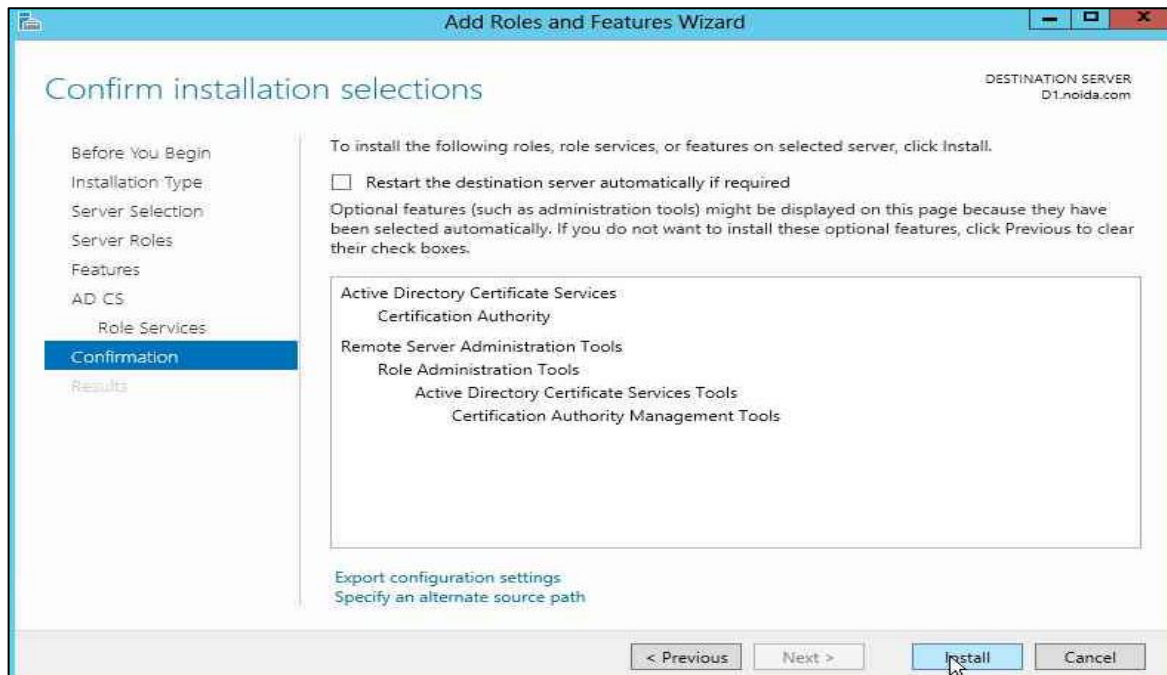 Add Roles and Features Wizard
Confirm installation selections
DESTINATION SERVER
D1.noida.com
Before You Begin
Installation Type
Server Selection
Server Roles
Features
AD CS
Role Services
Confirmation
Results
To install the following roles, role services, or features on selected server, click Install.
Restart the destination server automatically if required
Optional features (such as administration tools) might be displayed on this page because they have
been selected automatically. If you do not want to install these optional features, click Previous to clear
their check boxes.
Active Directory Certificate Services
Certification Authority
Remote Server Administration Tools
Role Administration Tools
Active Directory Certificate Services Tools
Certification Authority Management Tools
Export configuration settings
Specify an alternate source path
< Previous
Next >
Install
Cancel